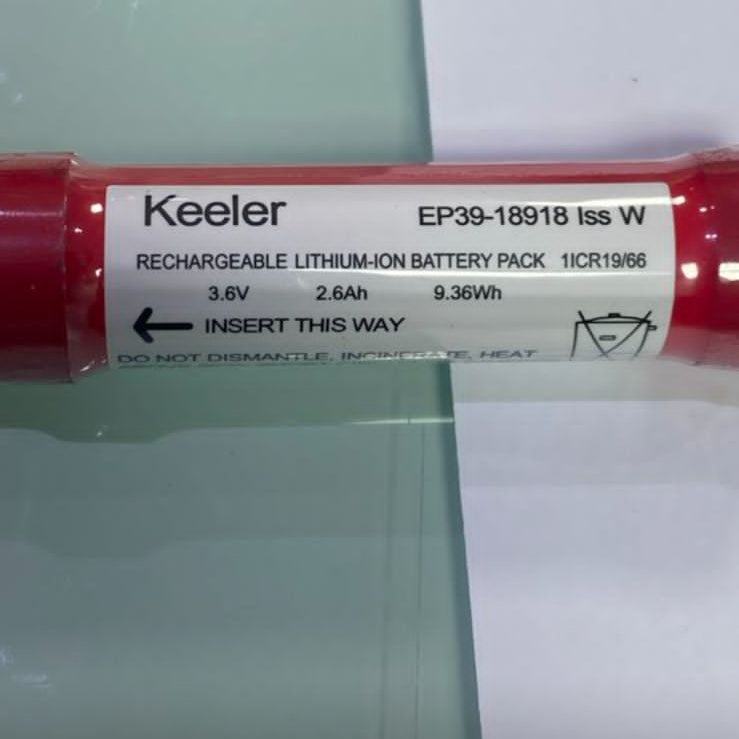 Keeler
EP39-18918 Iss W
RECHARGEABLE LITHIUM-ION BATTERY PACK 1ICR19/66
3.6V 2.6Ah 9.36Wh
← INSERT THIS WAY
DO NOT DISMANTLE, INCINERATE, HEAT